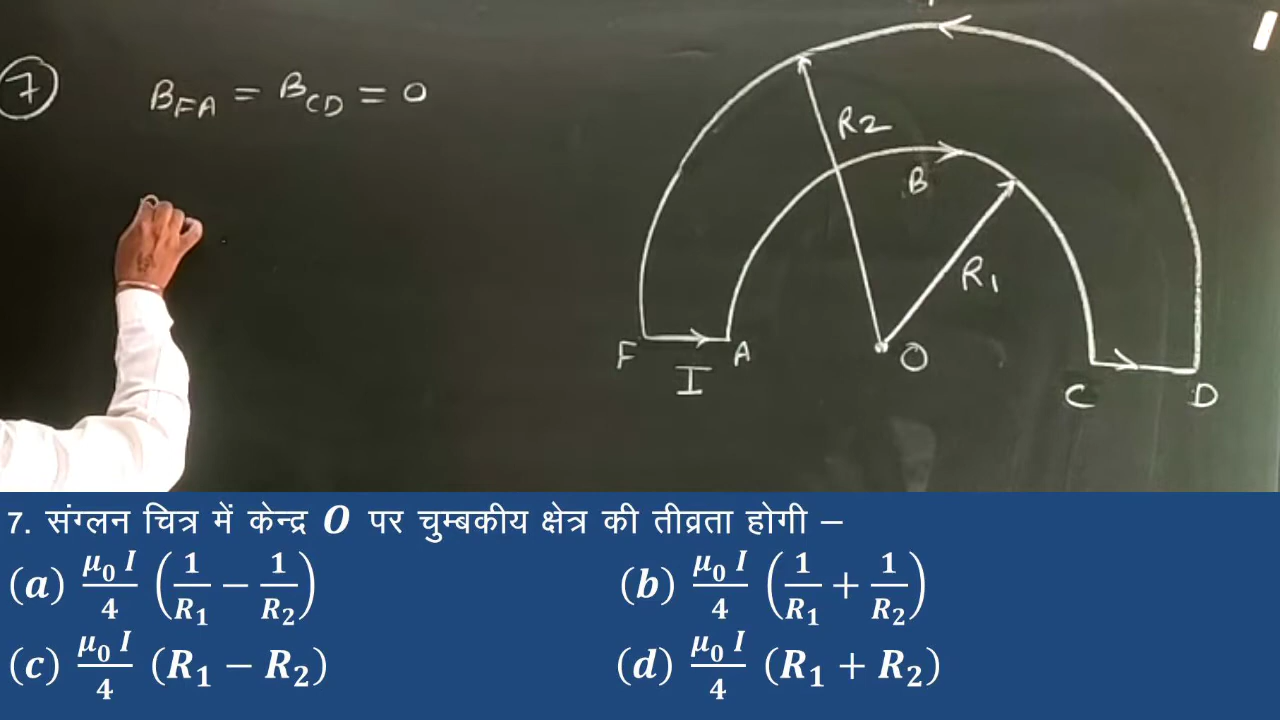 7 B_FA = B_CD = 0
R2
B
R1
F A O
I
C D
7. संग्लन चित्र में केन्द्र O पर चुम्बकीय क्षेत्र की तीव्रता होगी –
(a) μ₀ I/4 (1/R₁ − 1/R₂) (b) μ₀ I/4 (1/R₁ + 1/R₂)
(c) μ₀ I/4 (R₁ − R₂) (d) μ₀ I/4 (R₁ + R₂)